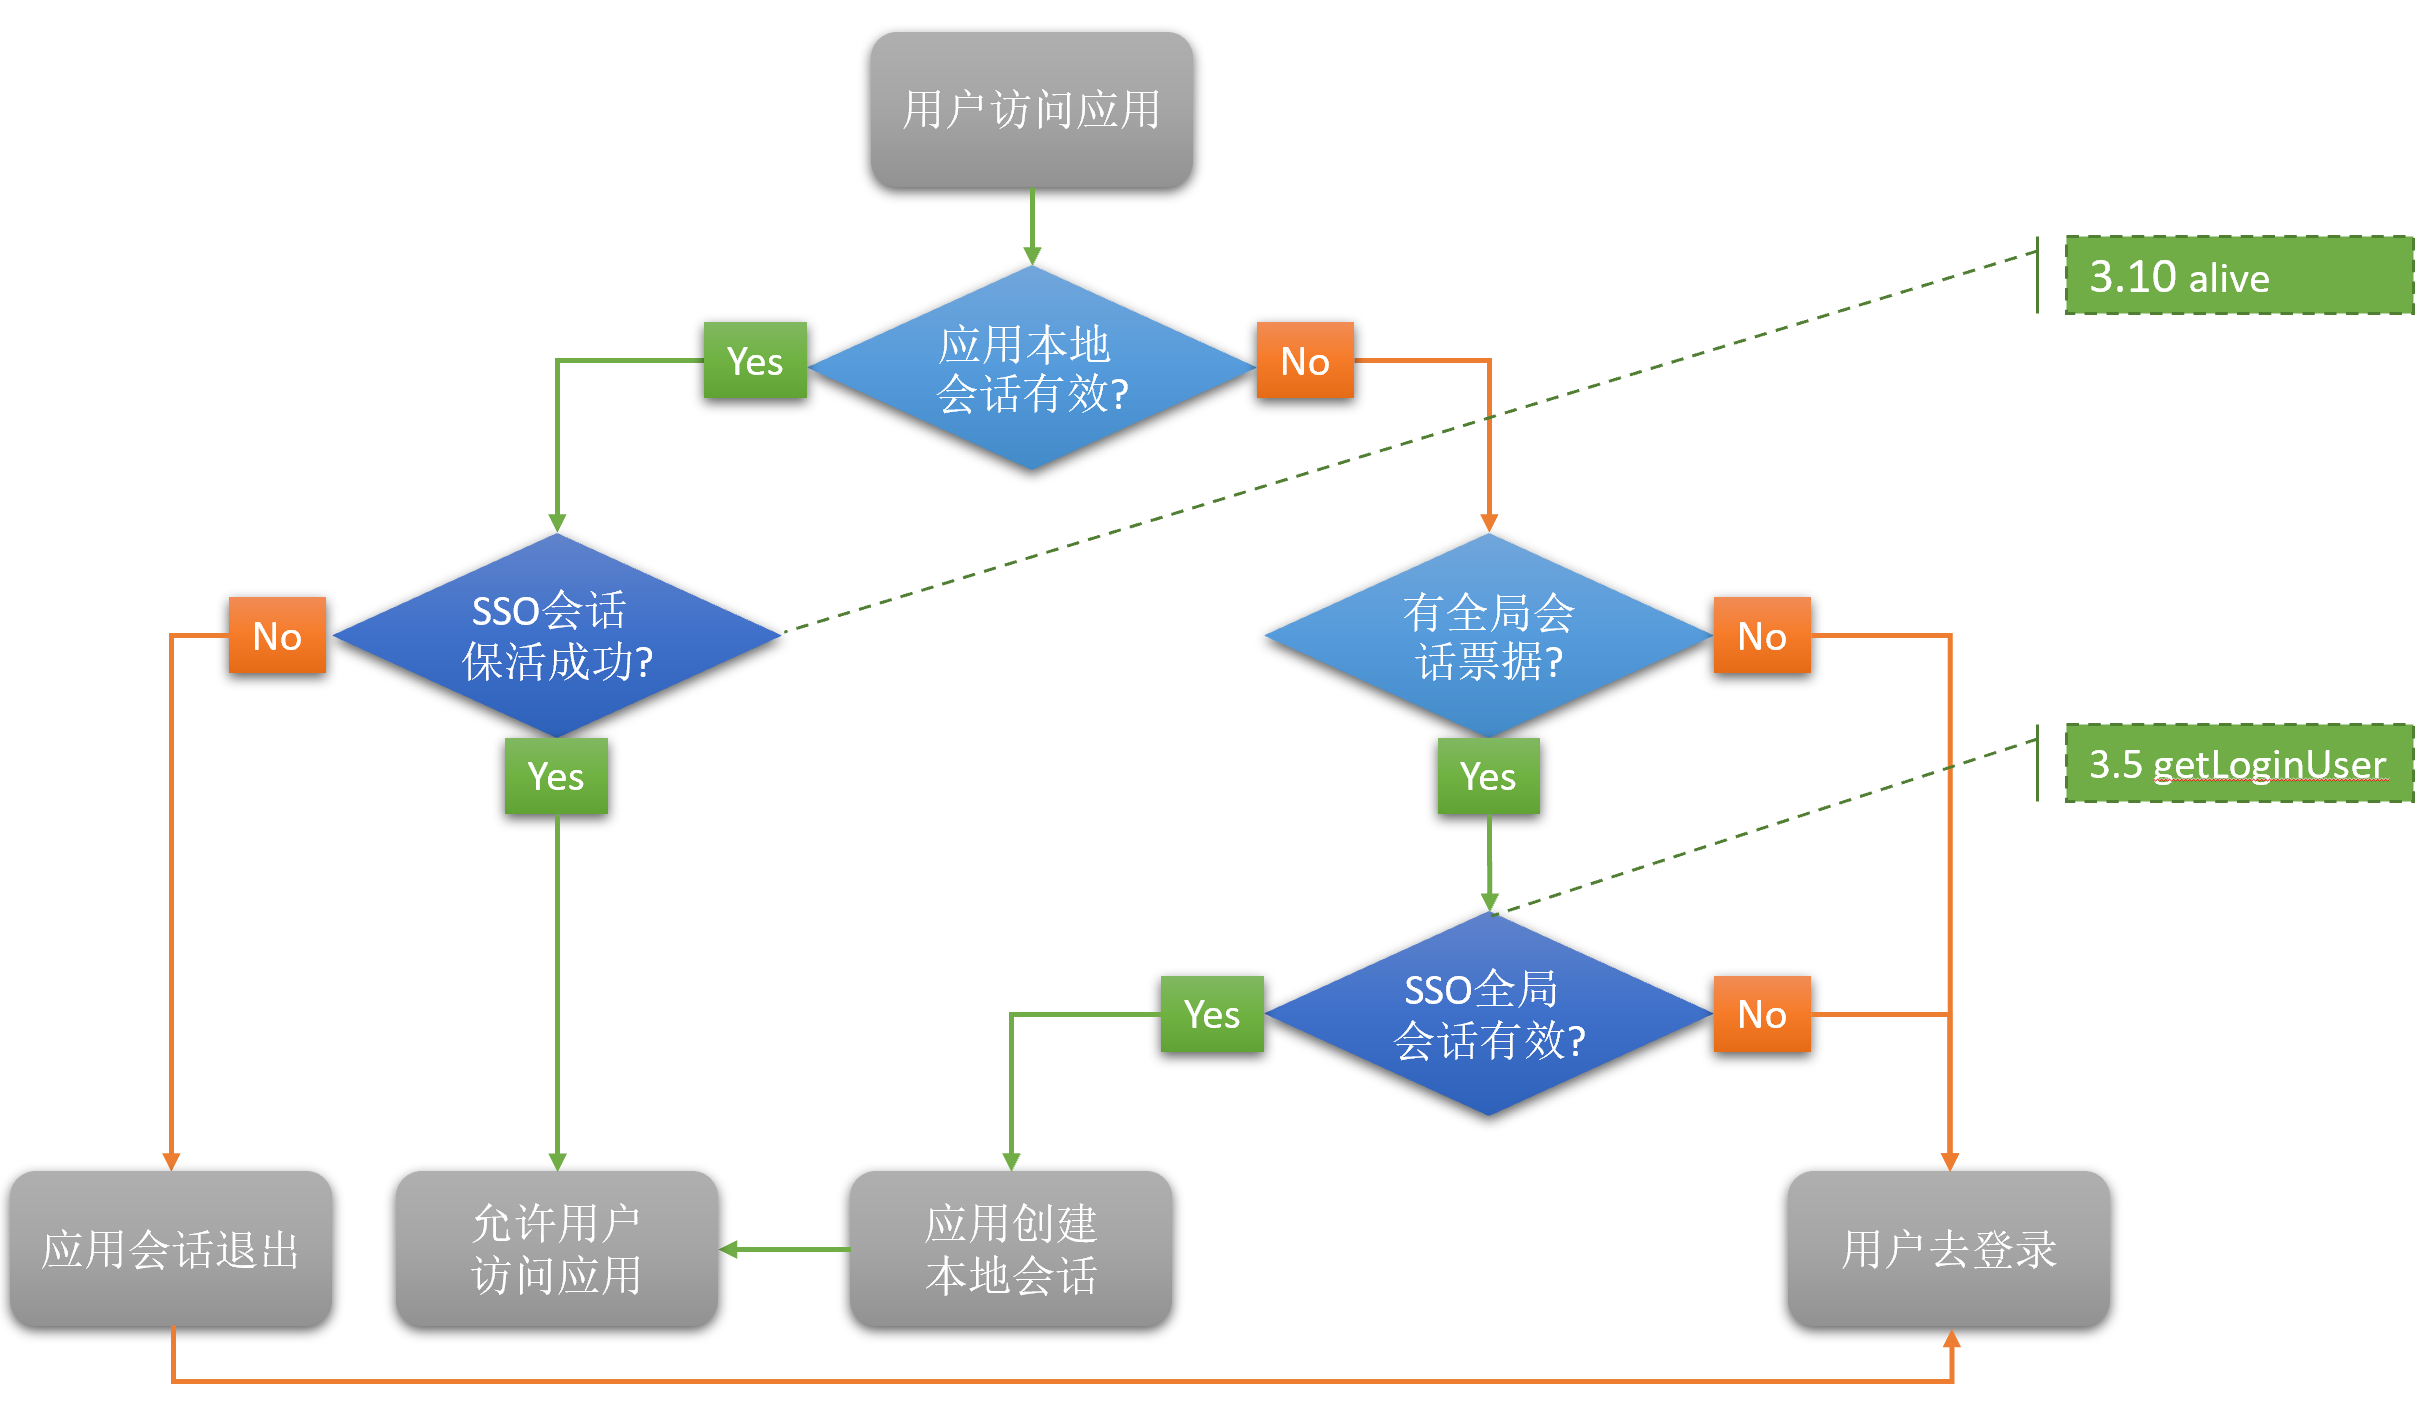 用户访问应用
3.10 alive
应用本地
会话有效?
Yes
No
SSO会话
保活成功?
No
Yes
有全局会
话票据?
No
Yes
3.5 getLoginUser
SSO全局
会话有效?
Yes
No
应用会话退出
允许用户
访问应用
应用创建
本地会话
用户去登录